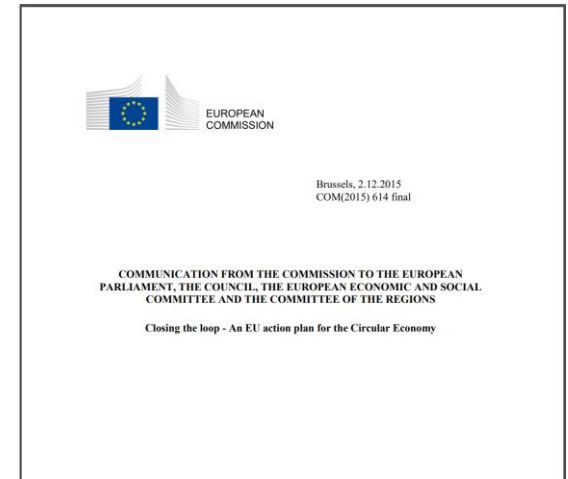 EUROPEAN
COMMISSION
Brussels, 2.12.2015
COM(2015) 614 final
COMMUNICATION FROM THE COMMISSION TO THE EUROPEAN
PARLIAMENT, THE COUNCIL, THE EUROPEAN ECONOMIC AND SOCIAL
COMMITTEE AND THE COMMITTEE OF THE REGIONS
Closing the loop - An EU action plan for the Circular Economy